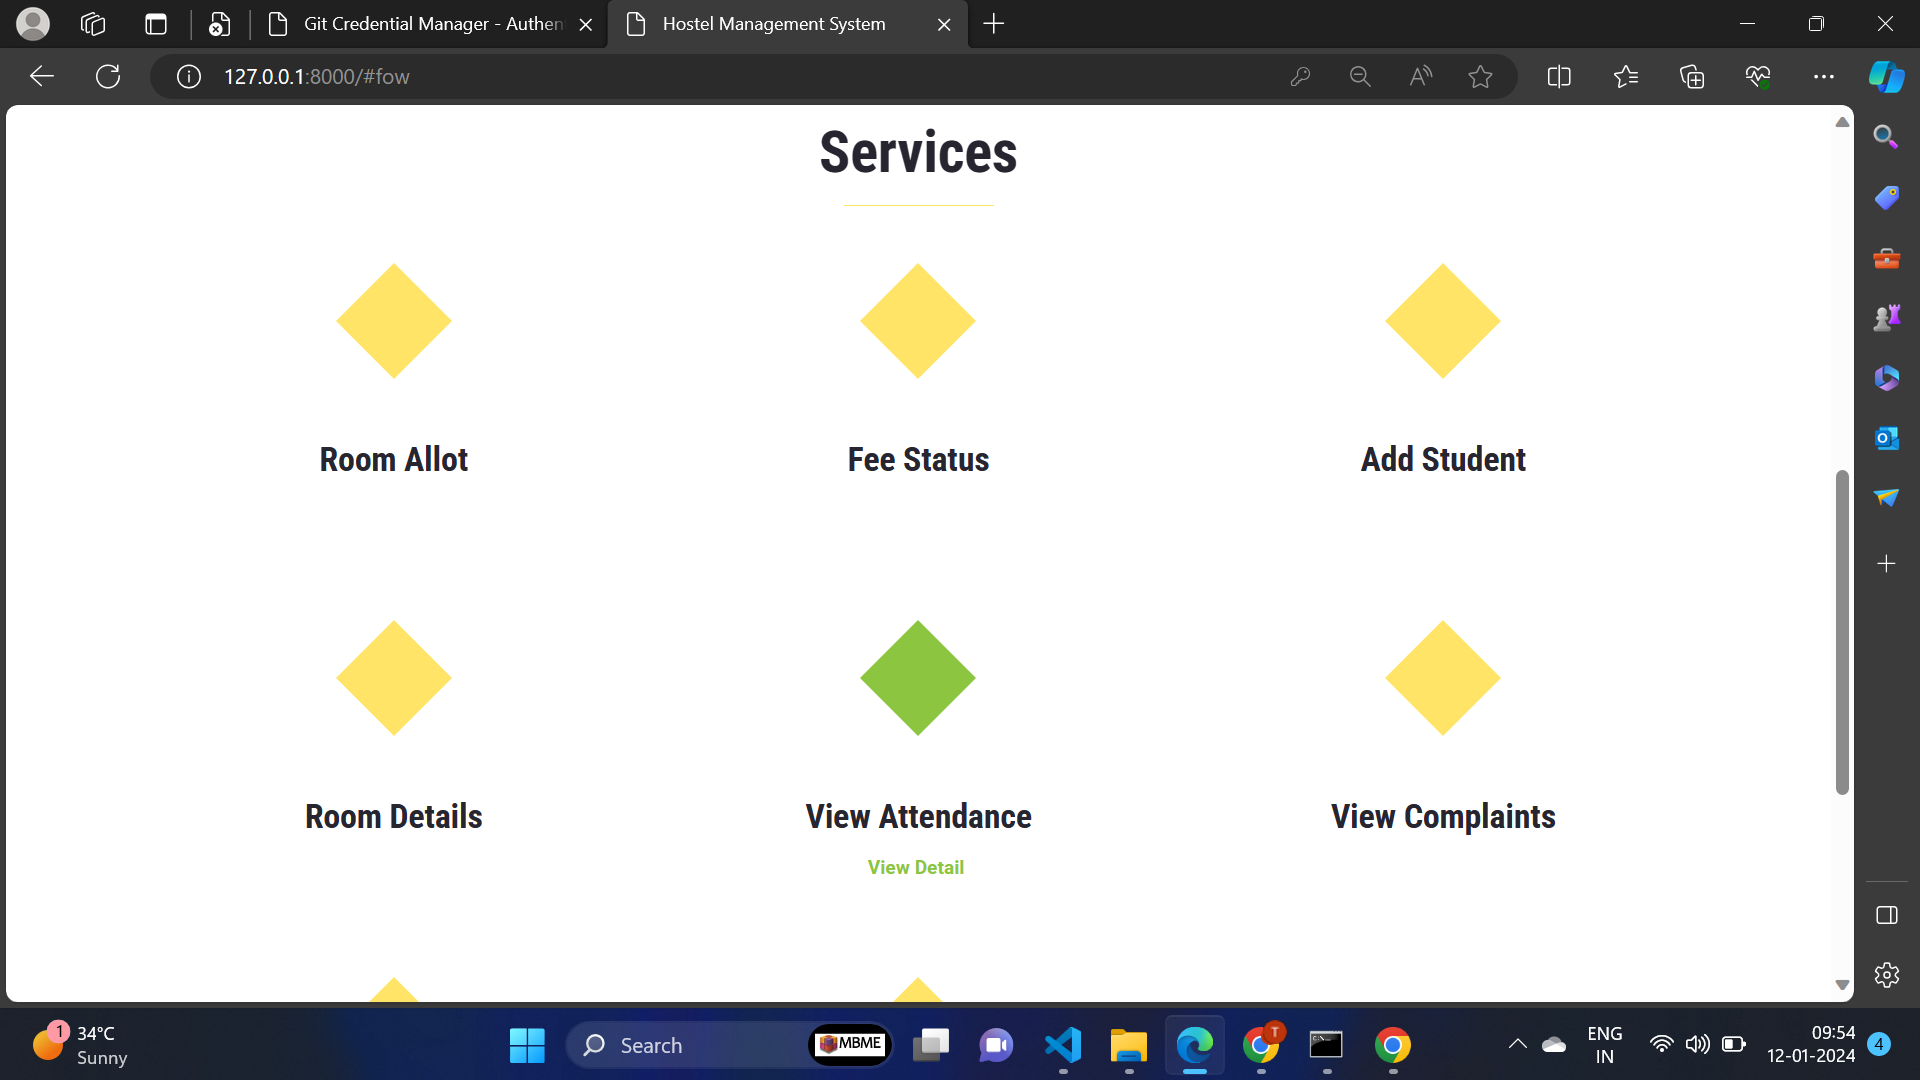 Git Credential Manager - Authen
Hostel Management System
127.0.0.1:8000/#fow
Services
Room Allot
Fee Status
Add Student
Room Details
View Attendance
View Complaints
View Detail
1
34°C
Sunny
Search
MBME
T
ENG
IN
09:54
12-01-2024
4